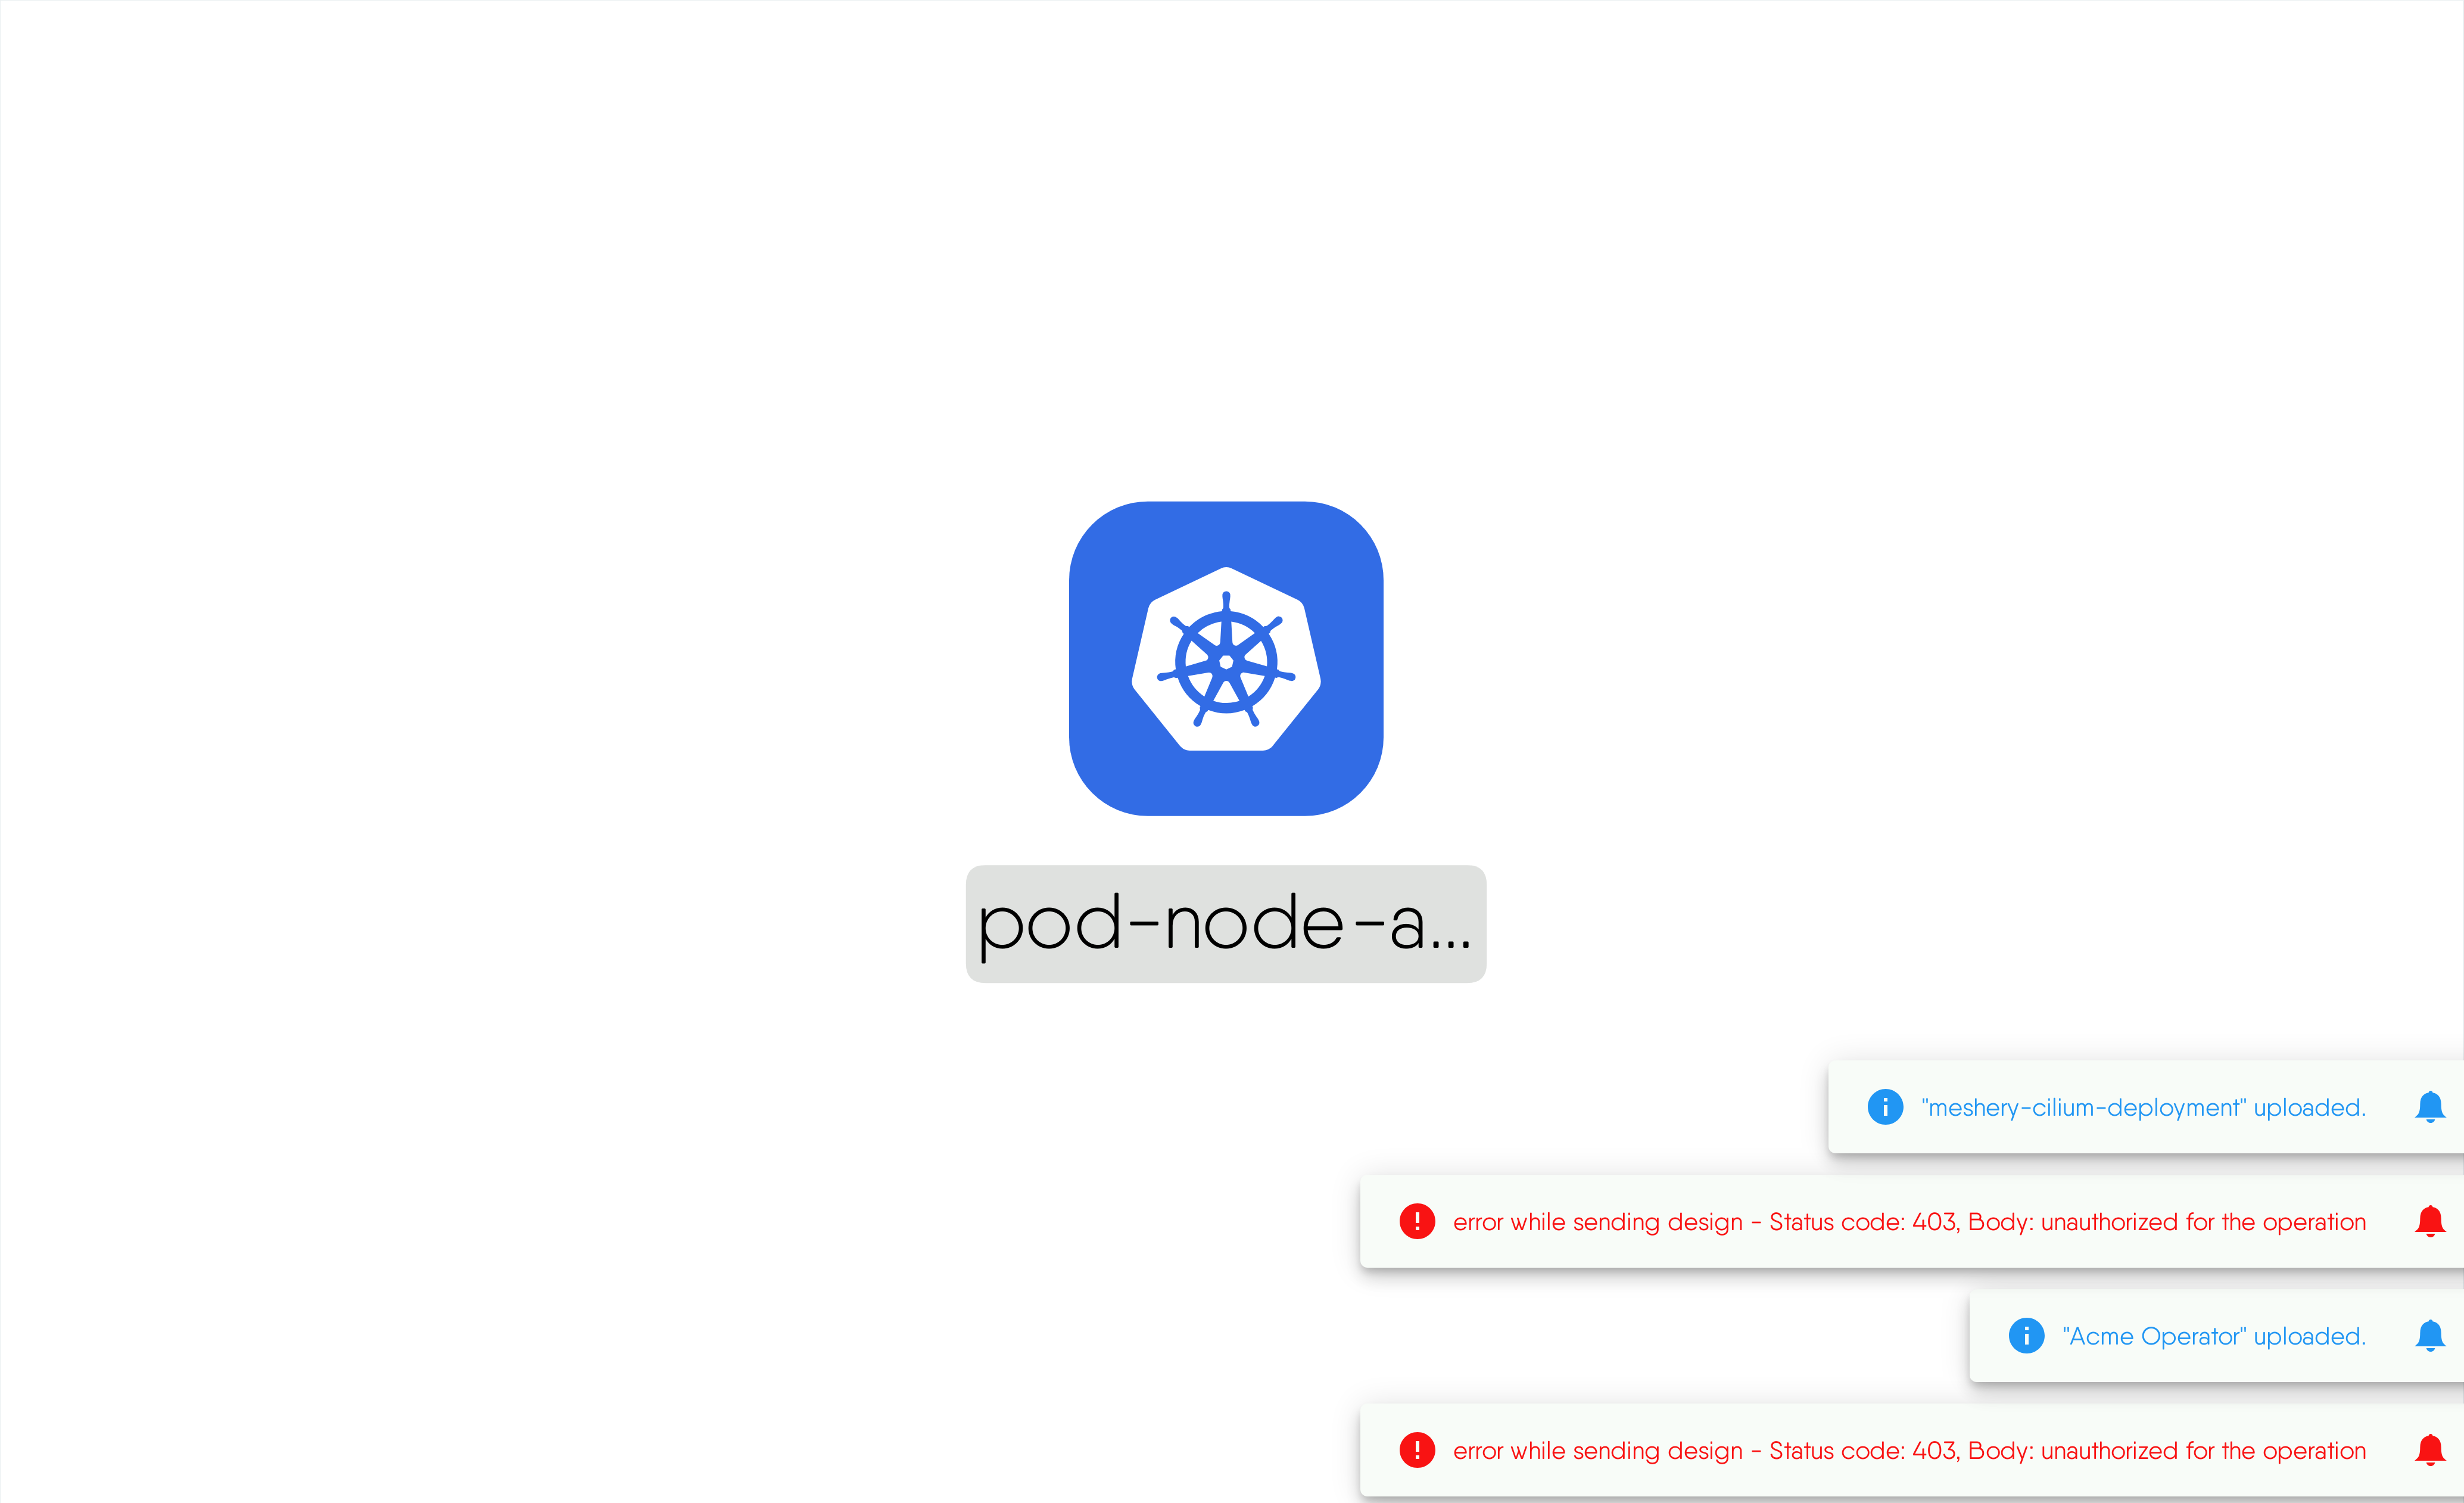 pod-node-a...
"meshery-cilium-deployment" uploaded.
error while sending design - Status code: 403, Body: unauthorized for the operation
"Acme Operator" uploaded.
error while sending design - Status code: 403, Body: unauthorized for the operation